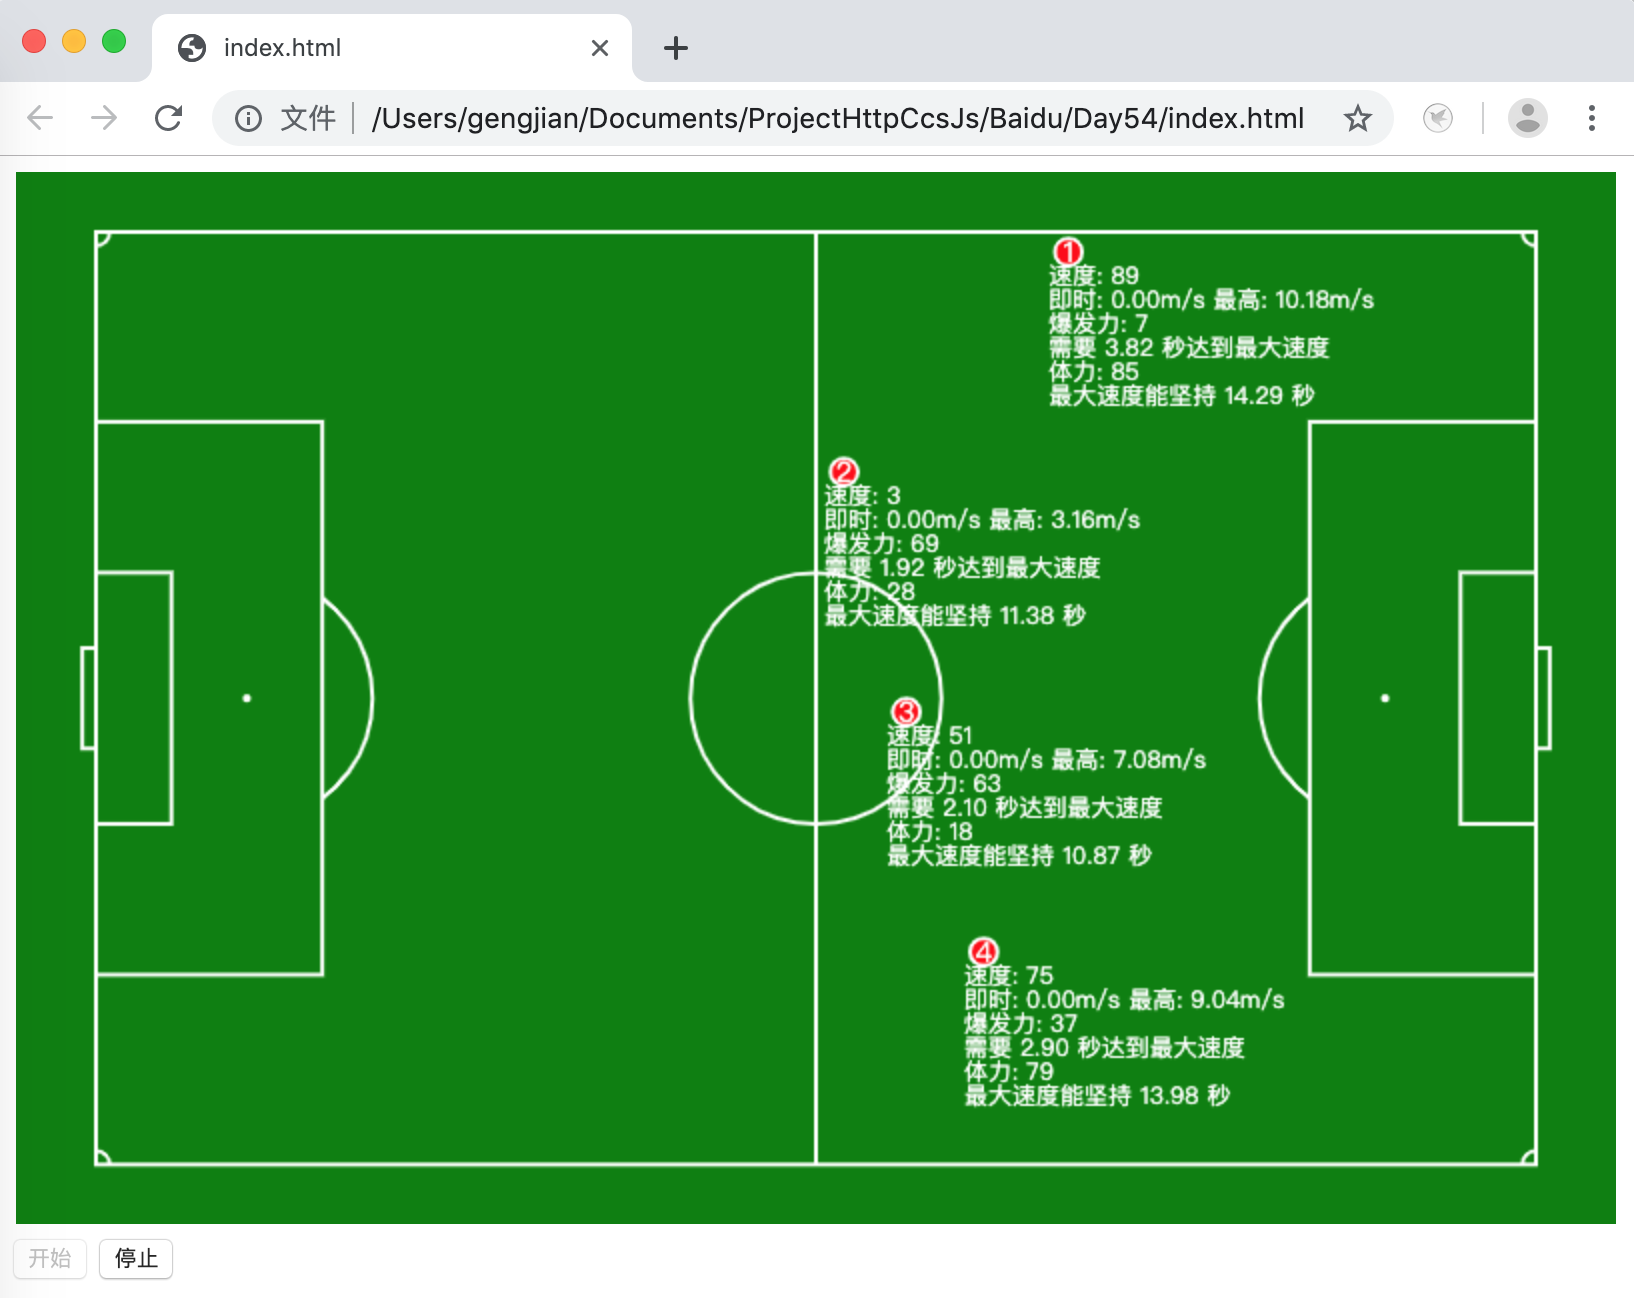 index.html
文件 /Users/gengjian/Documents/ProjectHttpCcsJs/Baidu/Day54/index.html
1
速度: 89
即时: 0.00m/s 最高: 10.18m/s
爆发力: 7
需要 3.82 秒达到最大速度
体力: 85
最大速度能坚持 14.29 秒
2
速度: 3
即时: 0.00m/s 最高: 3.16m/s
爆发力: 69
需要 1.92 秒达到最大速度
体力: 28
最大速度能坚持 11.38 秒
3
速度: 51
即时: 0.00m/s 最高: 7.08m/s
爆发力: 63
需要 2.10 秒达到最大速度
体力: 18
最大速度能坚持 10.87 秒
4
速度: 75
即时: 0.00m/s 最高: 9.04m/s
爆发力: 37
需要 2.90 秒达到最大速度
体力: 79
最大速度能坚持 13.98 秒
开始 停止